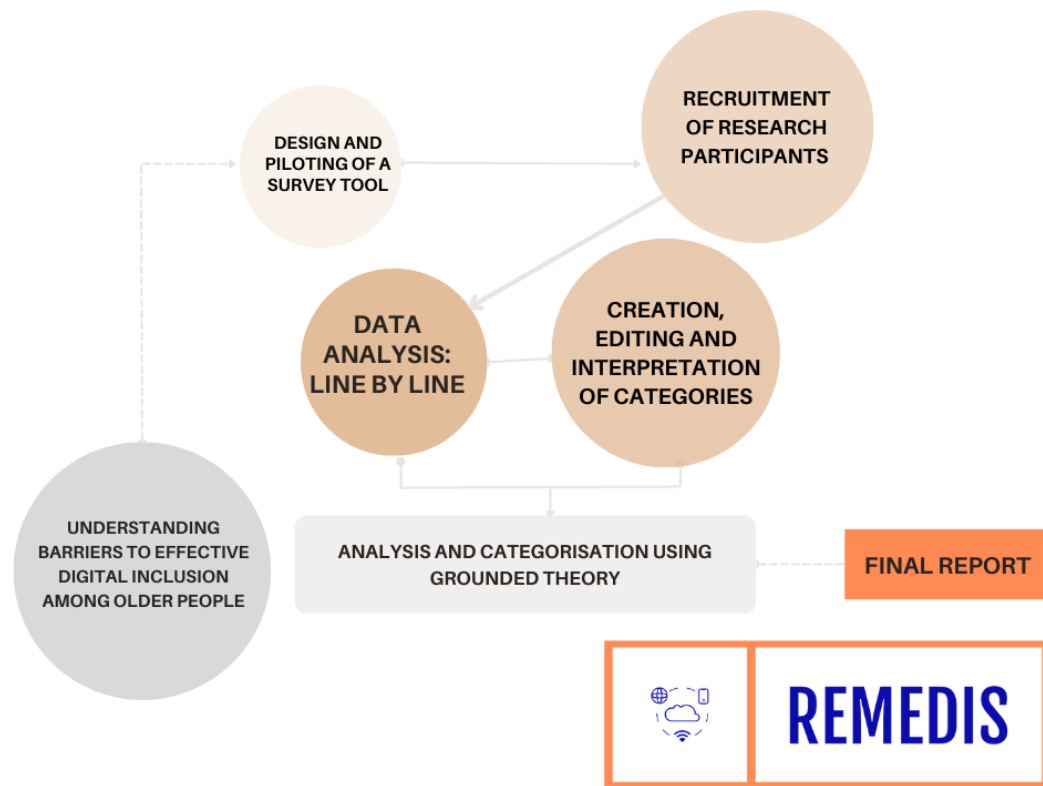 DESIGN AND
PILOTING OF A
SURVEY TOOL
RECRUITMENT
OF RESEARCH
PARTICIPANTS
DATA
ANALYSIS:
LINE BY LINE
CREATION,
EDITING AND
INTERPRETATION
OF CATEGORIES
UNDERSTANDING
BARRIERS TO EFFECTIVE
DIGITAL INCLUSION
AMONG OLDER PEOPLE
ANALYSIS AND CATEGORISATION USING
GROUNDED THEORY
FINAL REPORT
REMEDIS